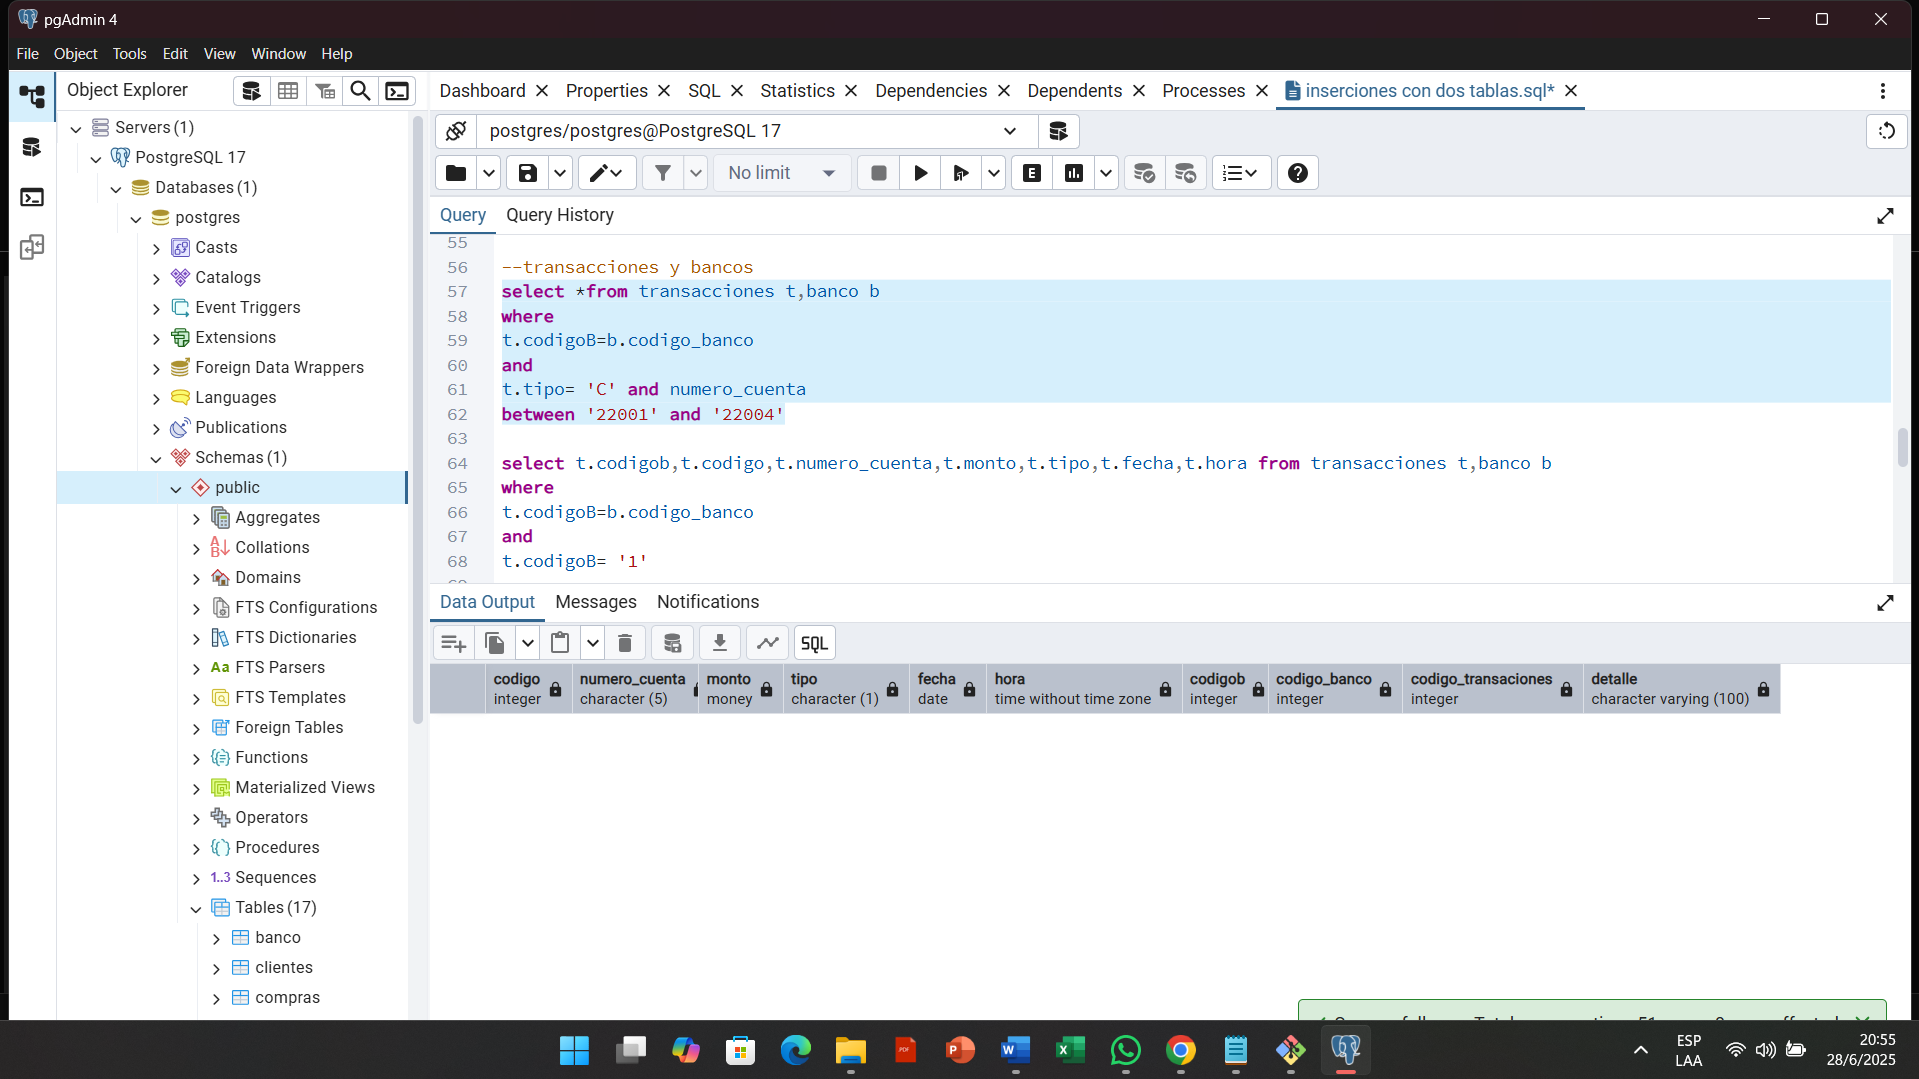 pgAdmin 4
File Object Tools Edit View Window Help
Object Explorer
Dashboard Properties SQL Statistics Dependencies Dependents Processes inserciones con dos tablas.sql*
Servers (1)
PostgreSQL 17
Databases (1)
postgres
Casts
Catalogs
Event Triggers
Extensions
Foreign Data Wrappers
Languages
Publications
Schemas (1)
public
Aggregates
Collations
Domains
FTS Configurations
FTS Dictionaries
Aa FTS Parsers
FTS Templates
Foreign Tables
Functions
Materialized Views
Operators
Procedures
1..3 Sequences
Tables (17)
banco
clientes
compras
postgres/postgres@PostgreSQL 17
No limit
E
Query Query History
55
56 --transacciones y bancos
57 select *from transacciones t,banco b
58 where
59 t.codigoB=b.codigo_banco
60 and
61 t.tipo= 'C' and numero_cuenta
62 between '22001' and '22004'
63
64 select t.codigob,t.codigo,t.numero_cuenta,t.monto,t.tipo,t.fecha,t.hora from transacciones t,banco b
65 where
66 t.codigoB=b.codigo_banco
67 and
68 t.codigoB= '1'
Data Output Messages Notifications
SQL
codigo numero_cuenta monto tipo fecha hora codigob codigo_banco codigo_transaciones detalle
integer character (5) money character (1) date time without time zone integer integer integer character varying (100)
ESP
LAA
20:55
28/6/2025